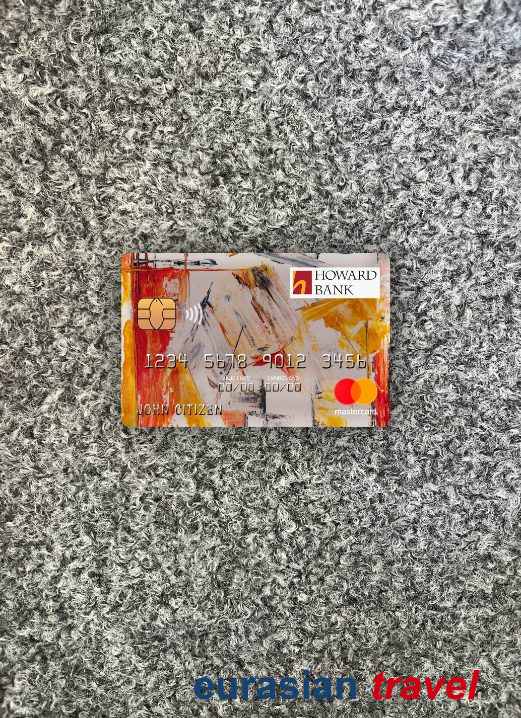 HOWARD
BANK
1234 5678 9012 3456
00/00 00/00
JOHN CITIZEN
mastercard
eurasian travel